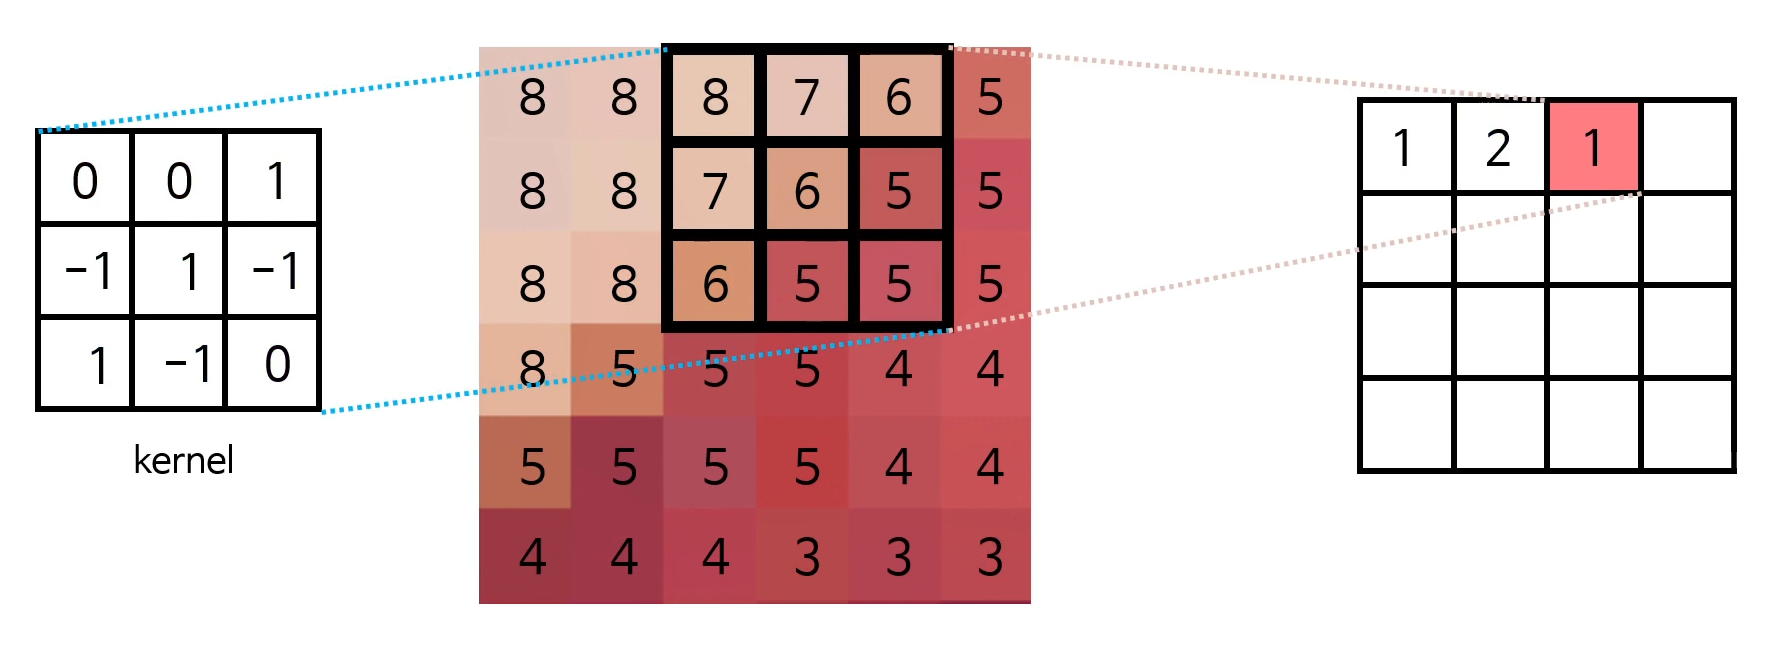 0 0 1
-1 1 -1
1 -1 0
kernel
8 8 8 7 6 5
8 8 7 6 5 5
8 8 6 5 5 5
8 5 5 5 4 4
5 5 5 5 4 4
4 4 4 3 3 3
1 2 1